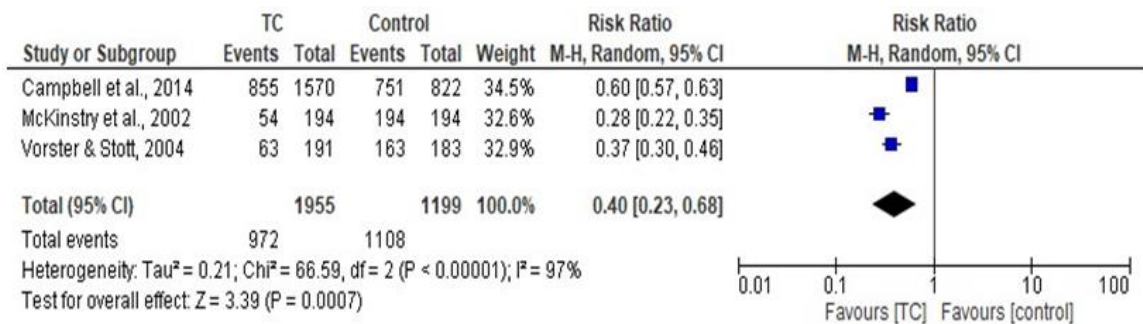 TC Control Risk Ratio Risk Ratio
Study or Subgroup Events Total Events Total Weight M-H, Random, 95% CI M-H, Random, 95% CI
Campbell et al., 2014 855 1570 751 822 34.5% 0.60 [0.57, 0.63]
McKinstry et al., 2002 54 194 194 194 32.6% 0.28 [0.22, 0.35]
Vorster & Stott, 2004 63 191 163 183 32.9% 0.37 [0.30, 0.46]
Total (95% CI) 1955 1199 100.0% 0.40 [0.23, 0.68]
Total events 972 1108
Heterogeneity: Tau² = 0.21; Chi² = 66.59, df = 2 (P < 0.00001); I² = 97%
Test for overall effect: Z = 3.39 (P = 0.0007)
0.01 0.1 1 10 100
Favours [TC] Favours [control]